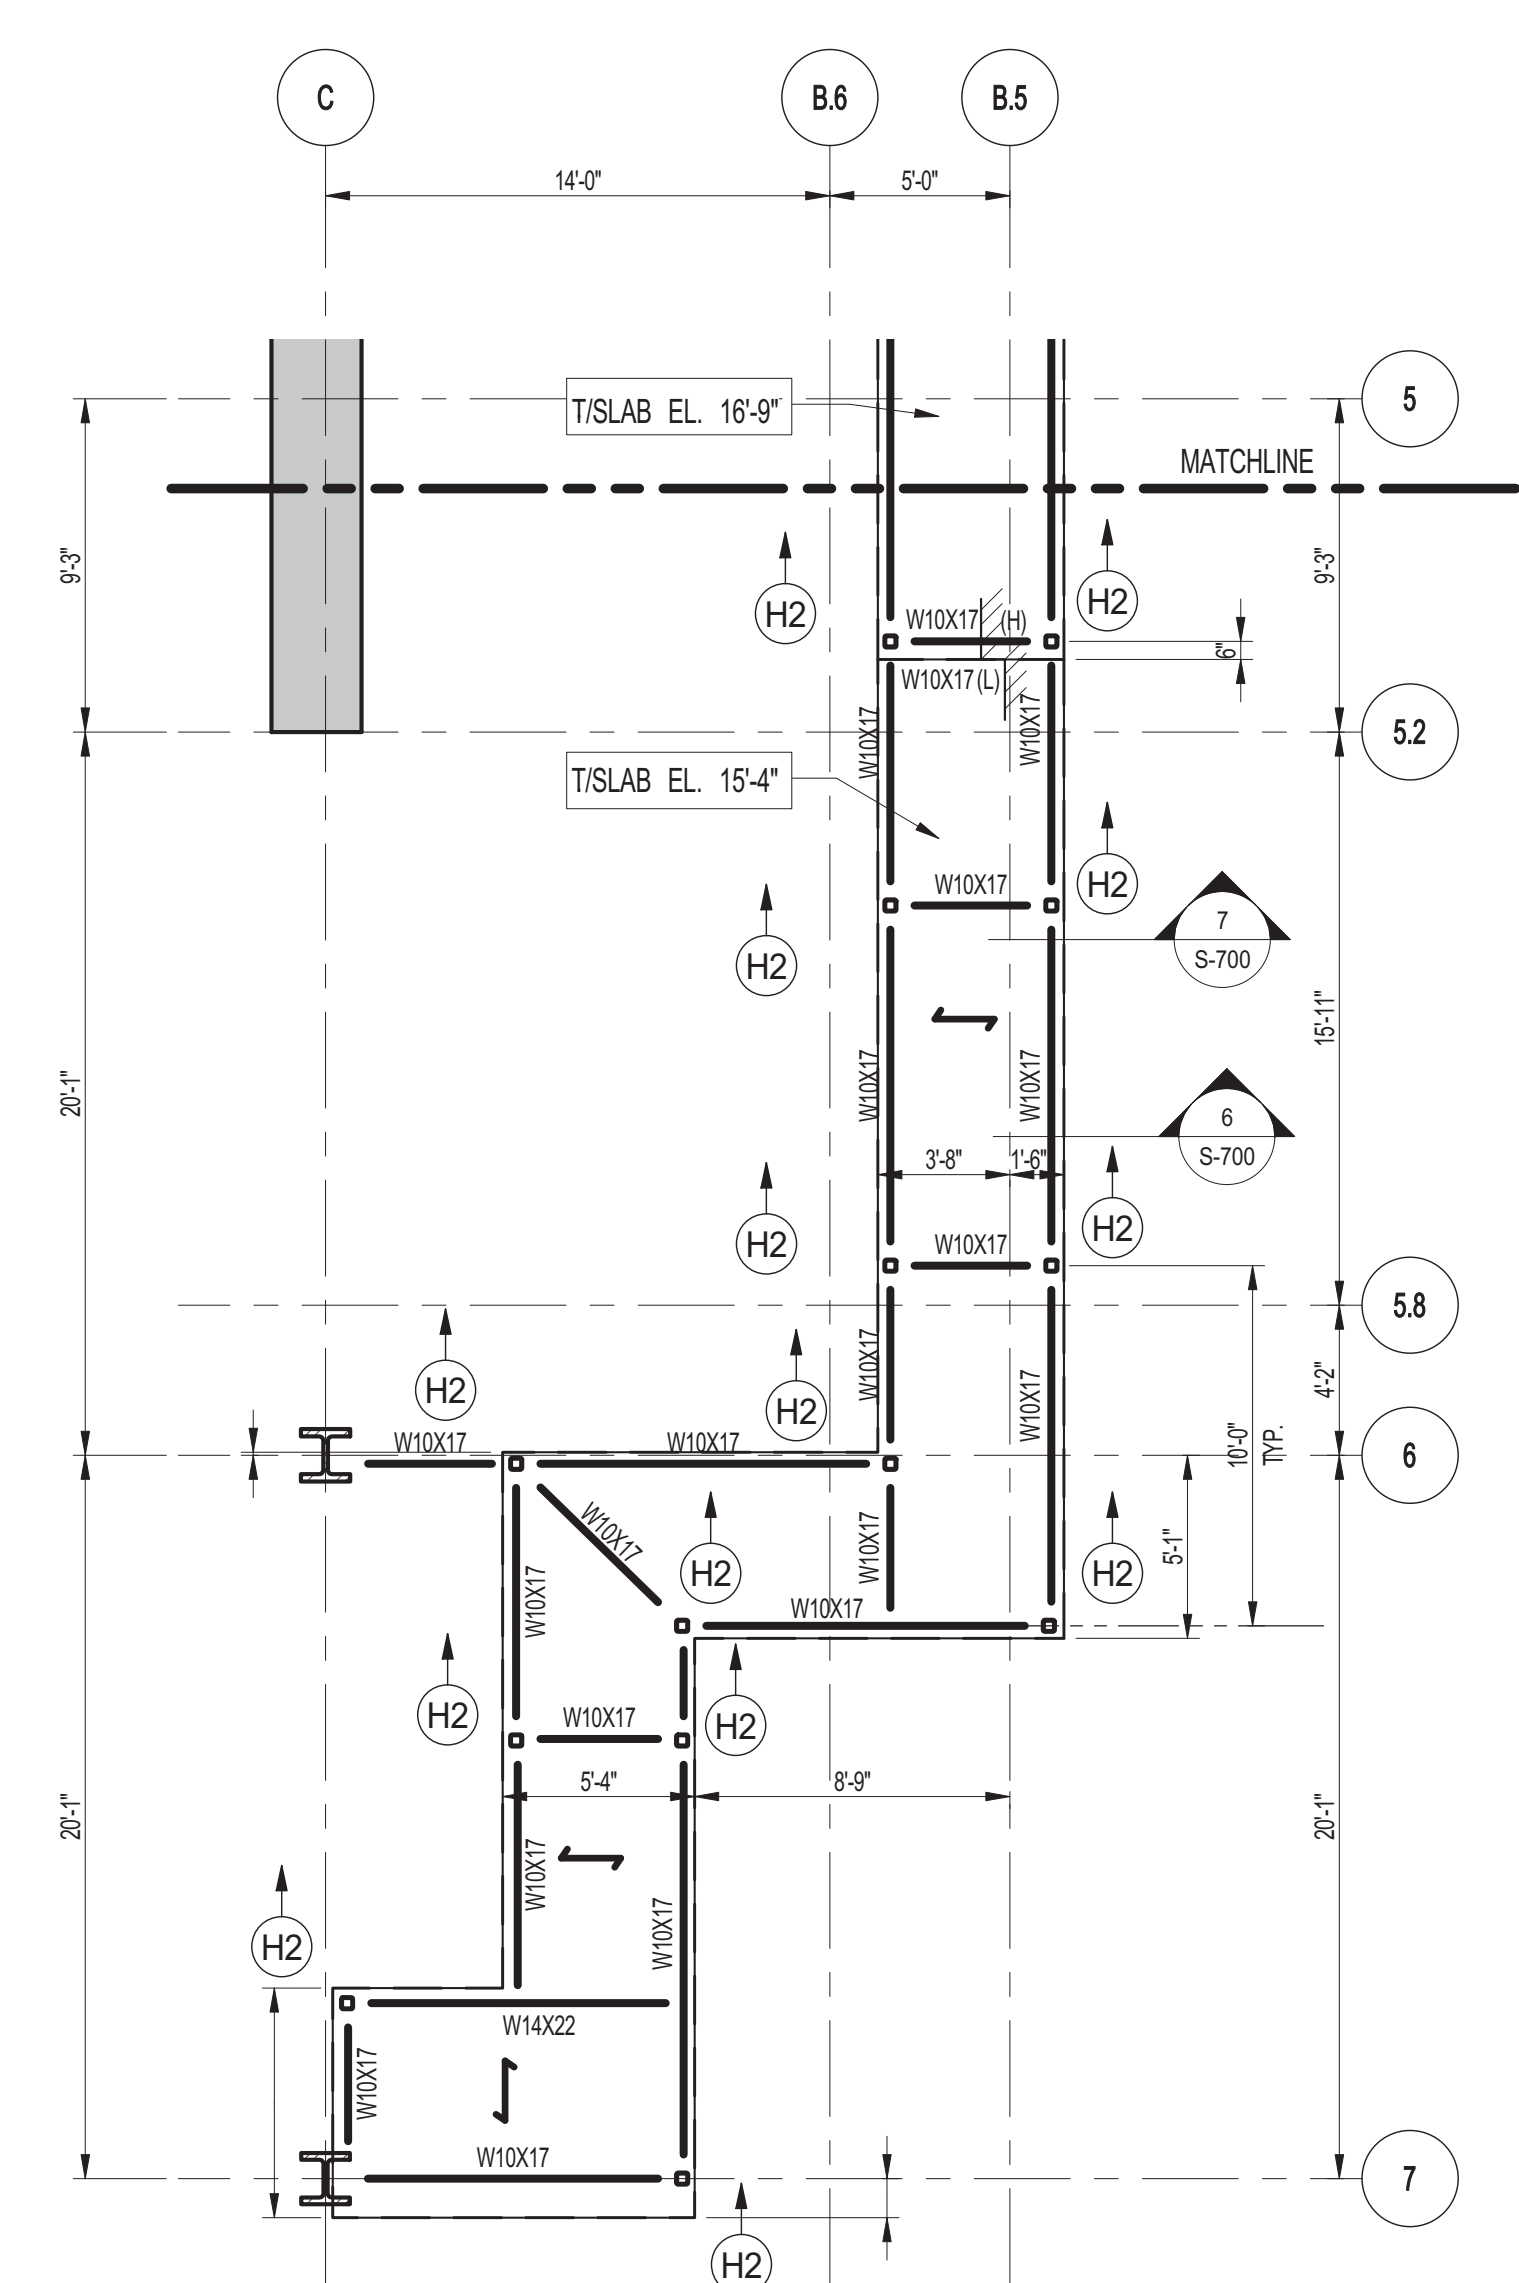 C
B.6
B.5
14'-0"
5'-0"
T/SLAB EL. 16'-9"
5
MATCHLINE
9'-3"
9'-3"
H2
H2
W10X17
(H)
6"
W10X17 (L)
W10X17
W10X17
5.2
T/SLAB EL. 15'-4"
H2
W10X17
H2
7
S-700
15'-11"
20'-1"
W10X17
W10X17
6
S-700
3'-8"
1'-6"
H2
H2
W10X17
5.8
H2
H2
W10X17
W10X17
4'-2"
10'-0"
TYP.
W10X17
W10X17
6
W10X17
W10X17
H2
H2
5'-1"
W10X17
W10X17
H2
H2
W10X17
5'-4"
8'-9"
20'-1"
20'-1"
W10X17
W10X17
H2
W14X22
W10X17
W10X17
7
H2